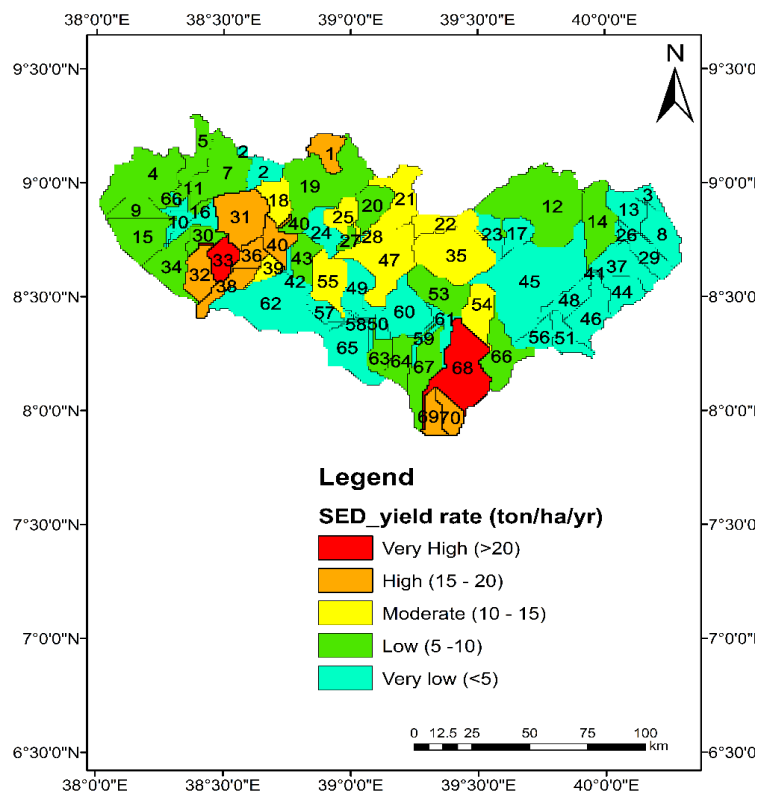 38°0'0"E 38°30'0"E 39°0'0"E 39°30'0"E 40°0'0"E
9°30'0"N 9°30'0"
N
5 2 1
4 7 2 19
11 18 21 12 3
66 9 10 16 31 25 20 22 14 13
15 30 40 24 27 28 23 17 26 8
34 33 36 40 43 39 47 35 37 29
32 38 42 55 49 53 45 41 44
62 57 60 54 48 46
58 50 61 56 51
65 59 66
63 64 67 68
69 70
9°0'0"N 9°0'0"N
8°30'0"N 8°30'0"N
8°0'0"N 8°0'0"N
Legend
SED_yield rate (ton/ha/yr)
7°30'0"N 7°30'0"N
Very High (>20)
High (15 - 20)
Moderate (10 - 15)
7°0'0"N 7°0'0"N
Low (5 -10)
Very low (<5)
0 12.5 25 50 75 100
km
6°30'0"N 6°30'0"N
38°0'0"E 38°30'0"E 39°0'0"E 39°30'0"E 40°0'0"E